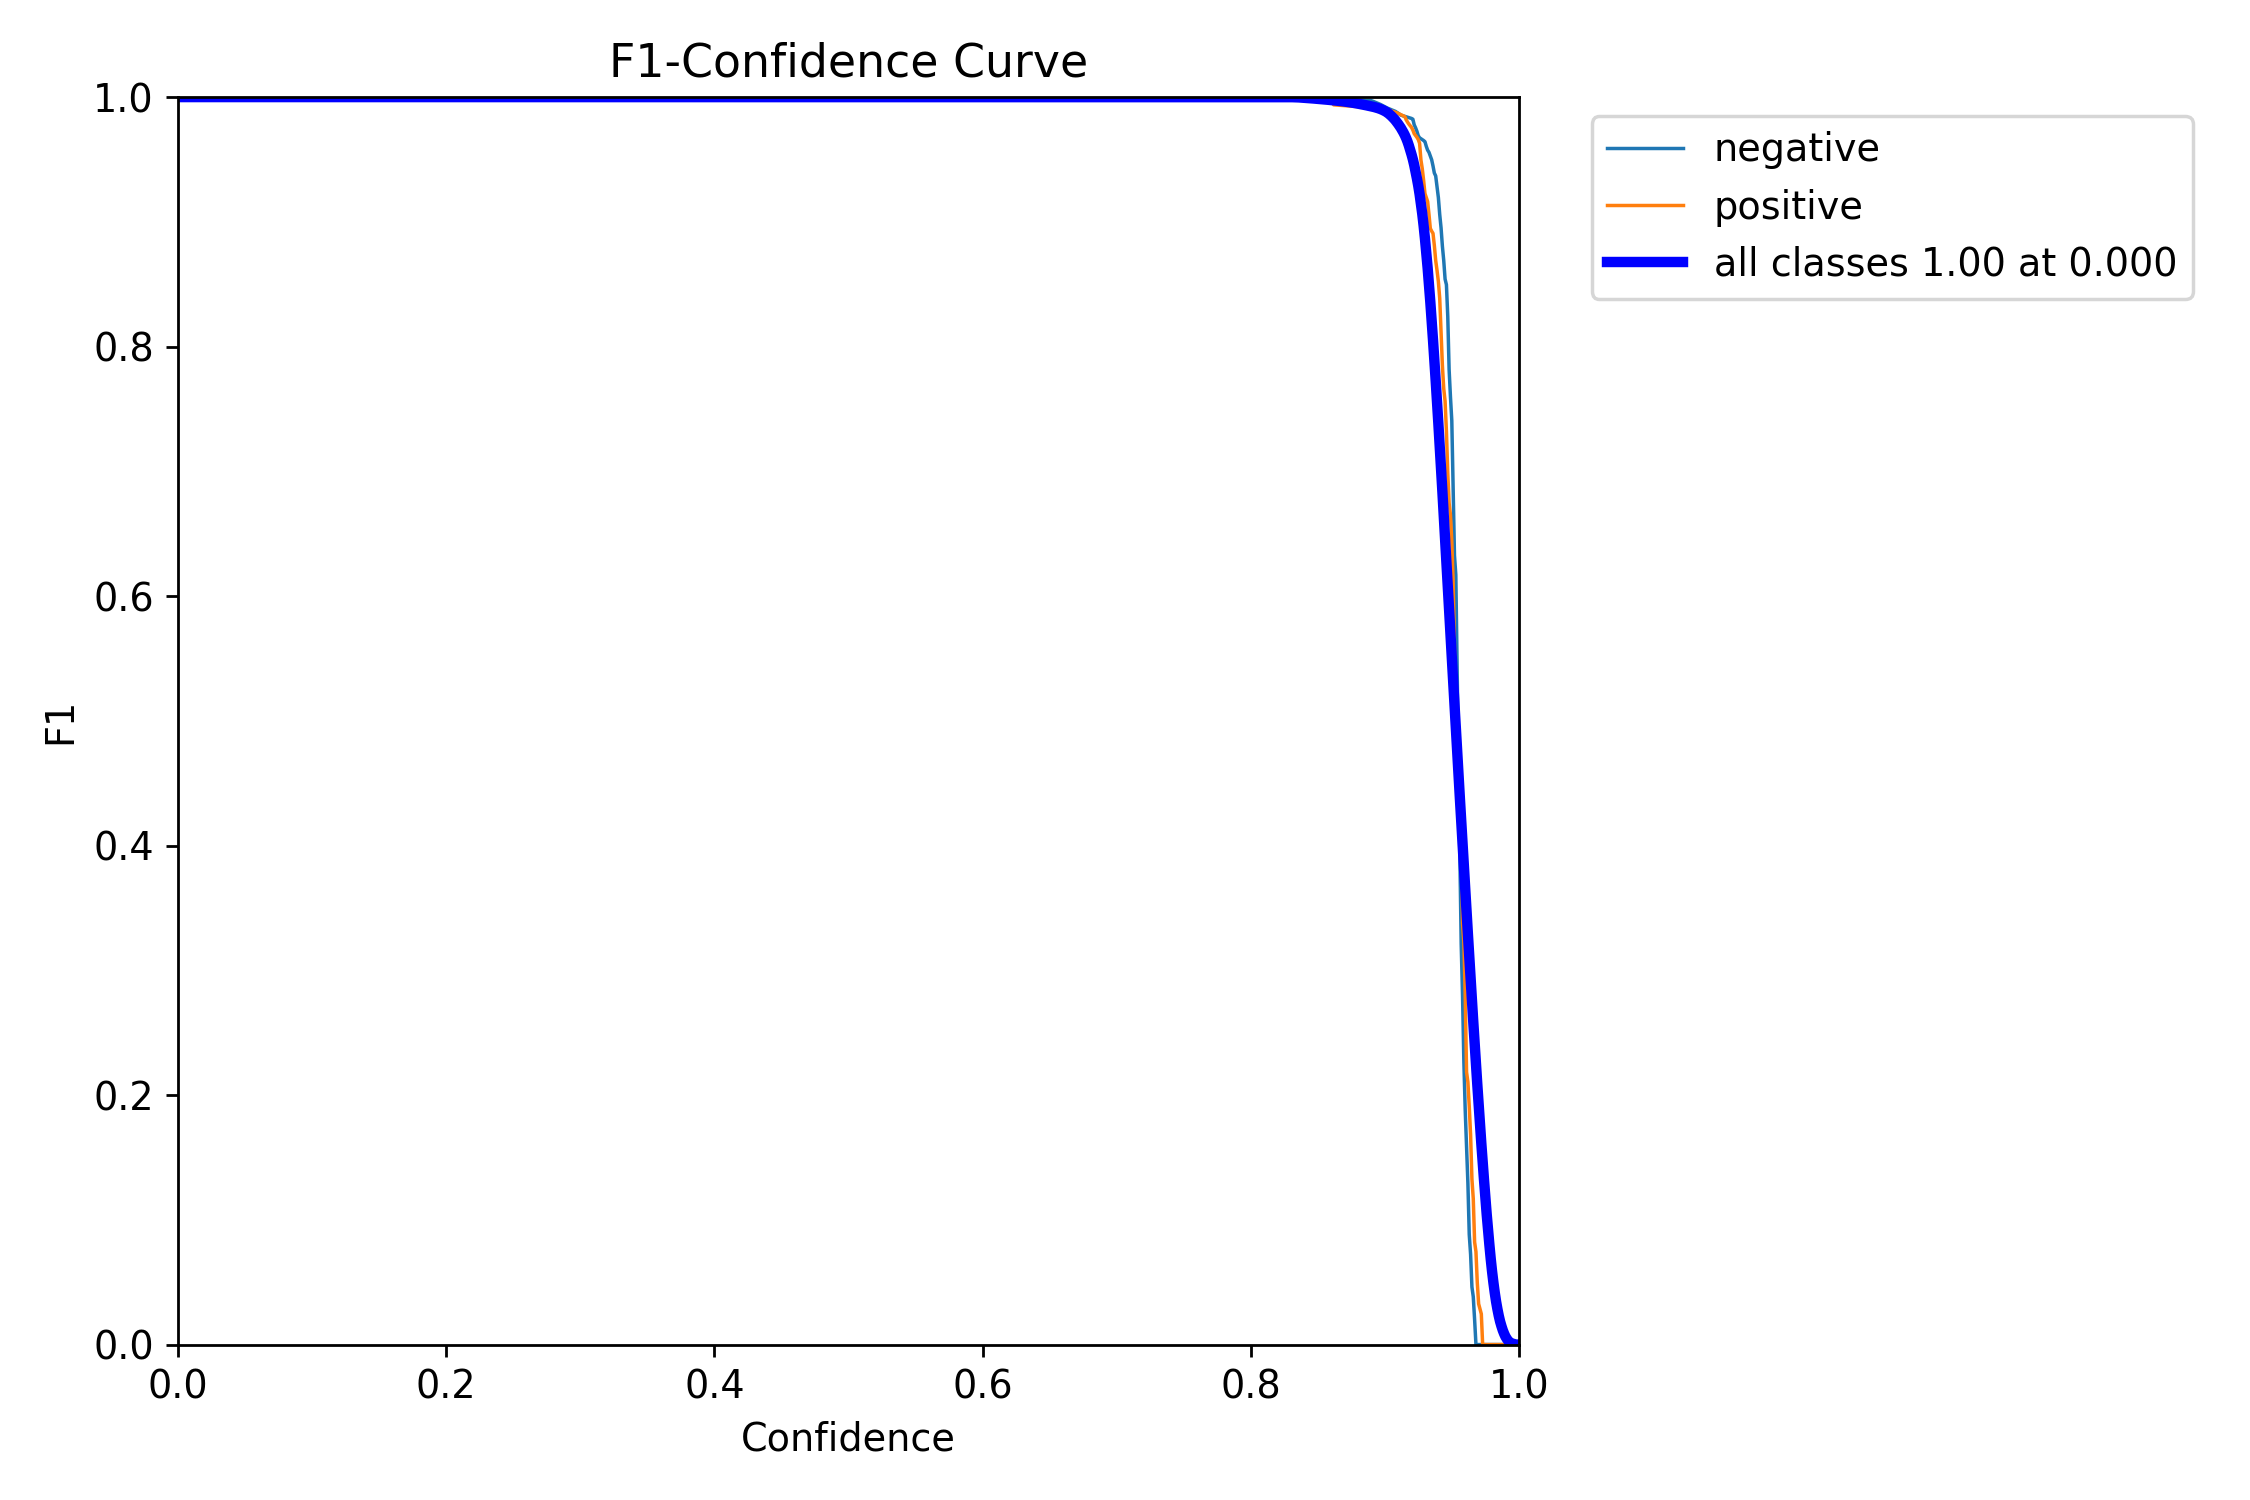 F1-Confidence Curve
1.0
0.8
0.6
0.4
0.2
0.0
F1
0.0 0.2 0.4 0.6 0.8 1.0
Confidence
negative
positive
all classes 1.00 at 0.000